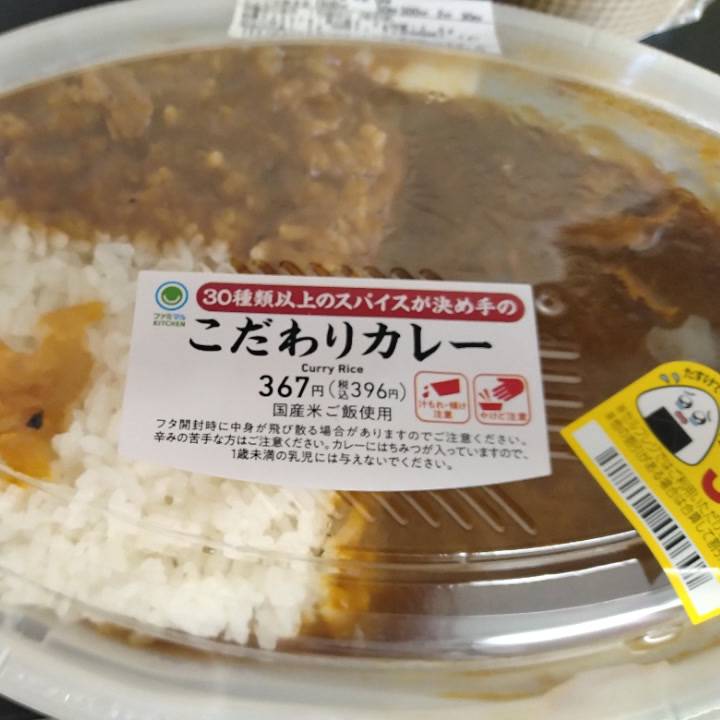 ファミマル
KITCHEN
30種類以上のスパイスが決め手の
こだわりカレー
Curry Rice
367円(税込396円)
国産米ご飯使用
汁もれ・傾け
注意
やけど注意
フタ開封時に中身が飛び散る場合がありますのでご注意ください。
辛みの苦手な方はご注意ください。カレーにはちみつが入っていますので、
1歳未満の乳児には与えないでください。
たすけて